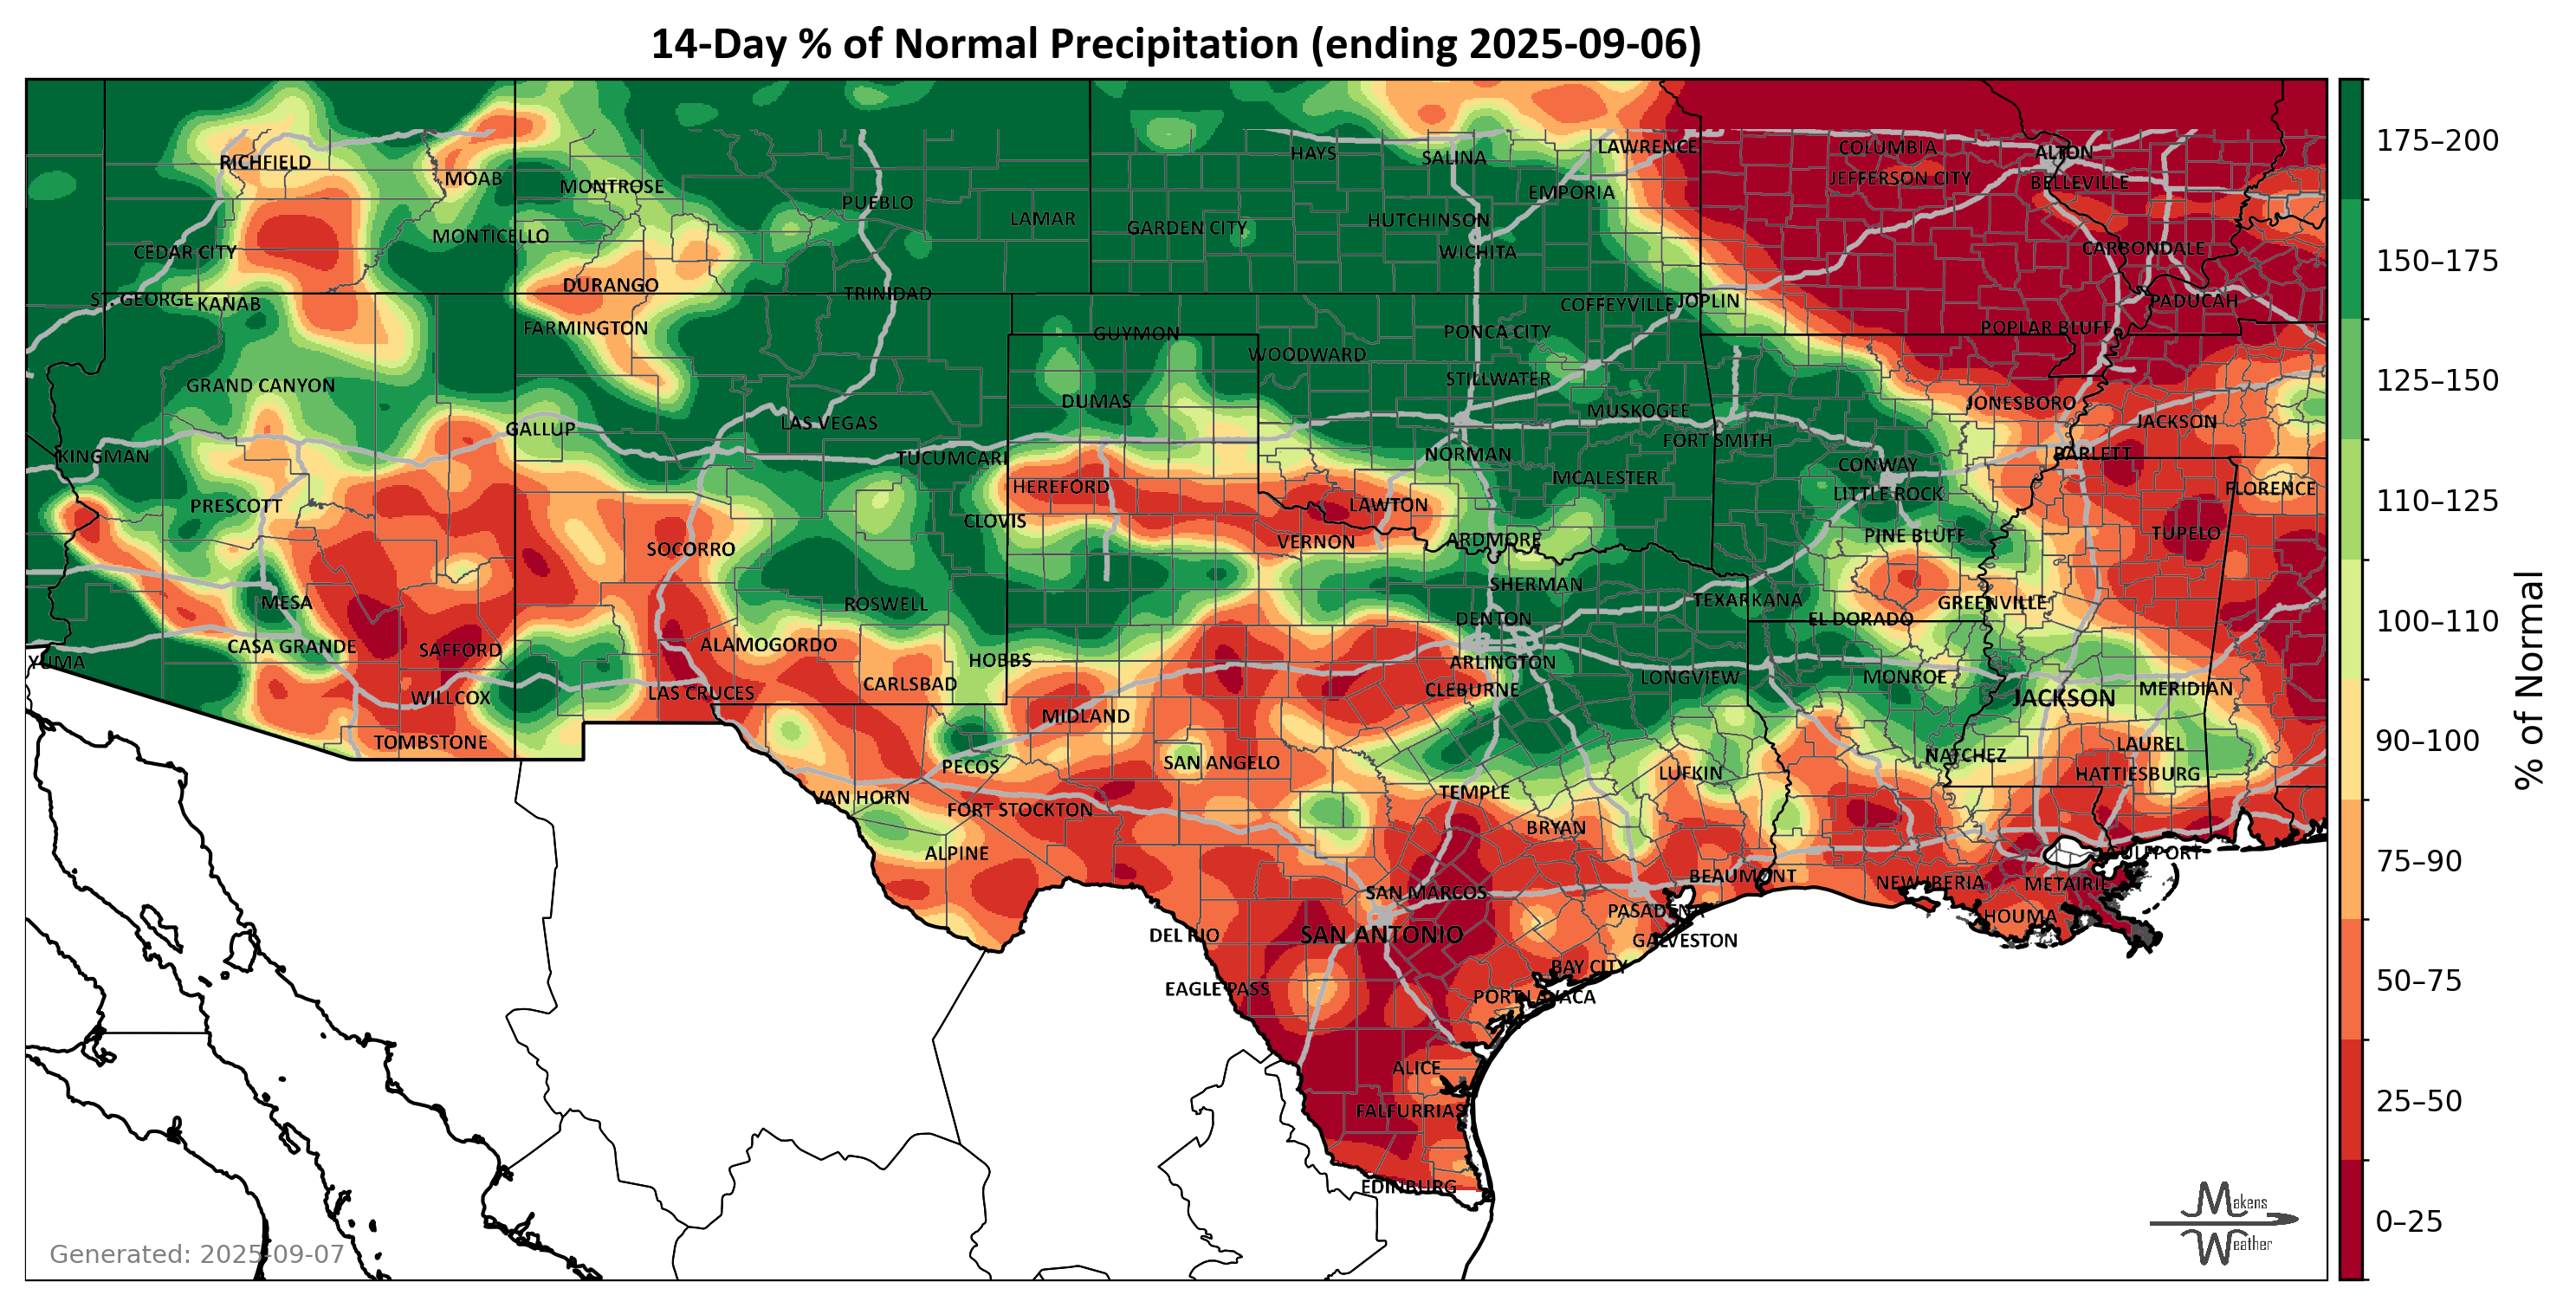 14-Day % of Normal Precipitation (ending 2025-09-06)
HAYS
SALINA
LAWRENCE
COLUMBIA
ALTON
RICHFIELD
MOAB
MONTROSE
JEFFERSON CITY
BELLEVILLE
PUEBLO
EMPORIA
LAMAR
GARDEN CITY
HUTCHINSON
MONTICELLO
CEDAR CITY
WICHITA
CARBONDALE
DURANGO
TRINIDAD
ST. GEORGE
KANAB
COFFEYVILLE
JOPLIN
PADUCAH
FARMINGTON
GUYMON
PONCA CITY
POPLAR BLUFF
WOODWARD
GRAND CANYON
STILLWATER
DUMAS
MUSKOGEE
JONESBORO
LAS VEGAS
JACKSON
GALLUP
FORT SMITH
KINGMAN
TUCUMCARI
NORMAN
BARLETT
CONWAY
MCALESTER
HEREFORD
LITTLE ROCK
FLORENCE
PRESCOTT
LAWTON
CLOVIS
PINE BLUFF
TUPELO
SOCORRO
VERNON
ARDMORE
SHERMAN
MESA
ROSWELL
TEXARKANA
GREENVILLE
DENTON
EL DORADO
CASA GRANDE
SAFFORD
ALAMOGORDO
YUMA
HOBBS
ARLINGTON
LONGVIEW
MONROE
CARLSBAD
CLEBURNE
WILLCOX
LAS CRUCES
JACKSON
MERIDIAN
MIDLAND
TOMBSTONE
LAUREL
NATCHEZ
PECOS
SAN ANGELO
LUFKIN
HATTIESBURG
VAN HORN
TEMPLE
FORT STOCKTON
BRYAN
ALPINE
GULFPORT
BEAUMONT
NEW IBERIA
METAIRIE
SAN MARCOS
PASADENA
HOUMA
DEL RIO
SAN ANTONIO
GALVESTON
BAY CITY
EAGLE PASS
PORT LAVACA
ALICE
FALFURRIAS
EDINBURG
175–200
150–175
125–150
110–125
100–110
90–100
75–90
50–75
25–50
0–25
% of Normal
Generated: 2025-09-07
Makens
Weather